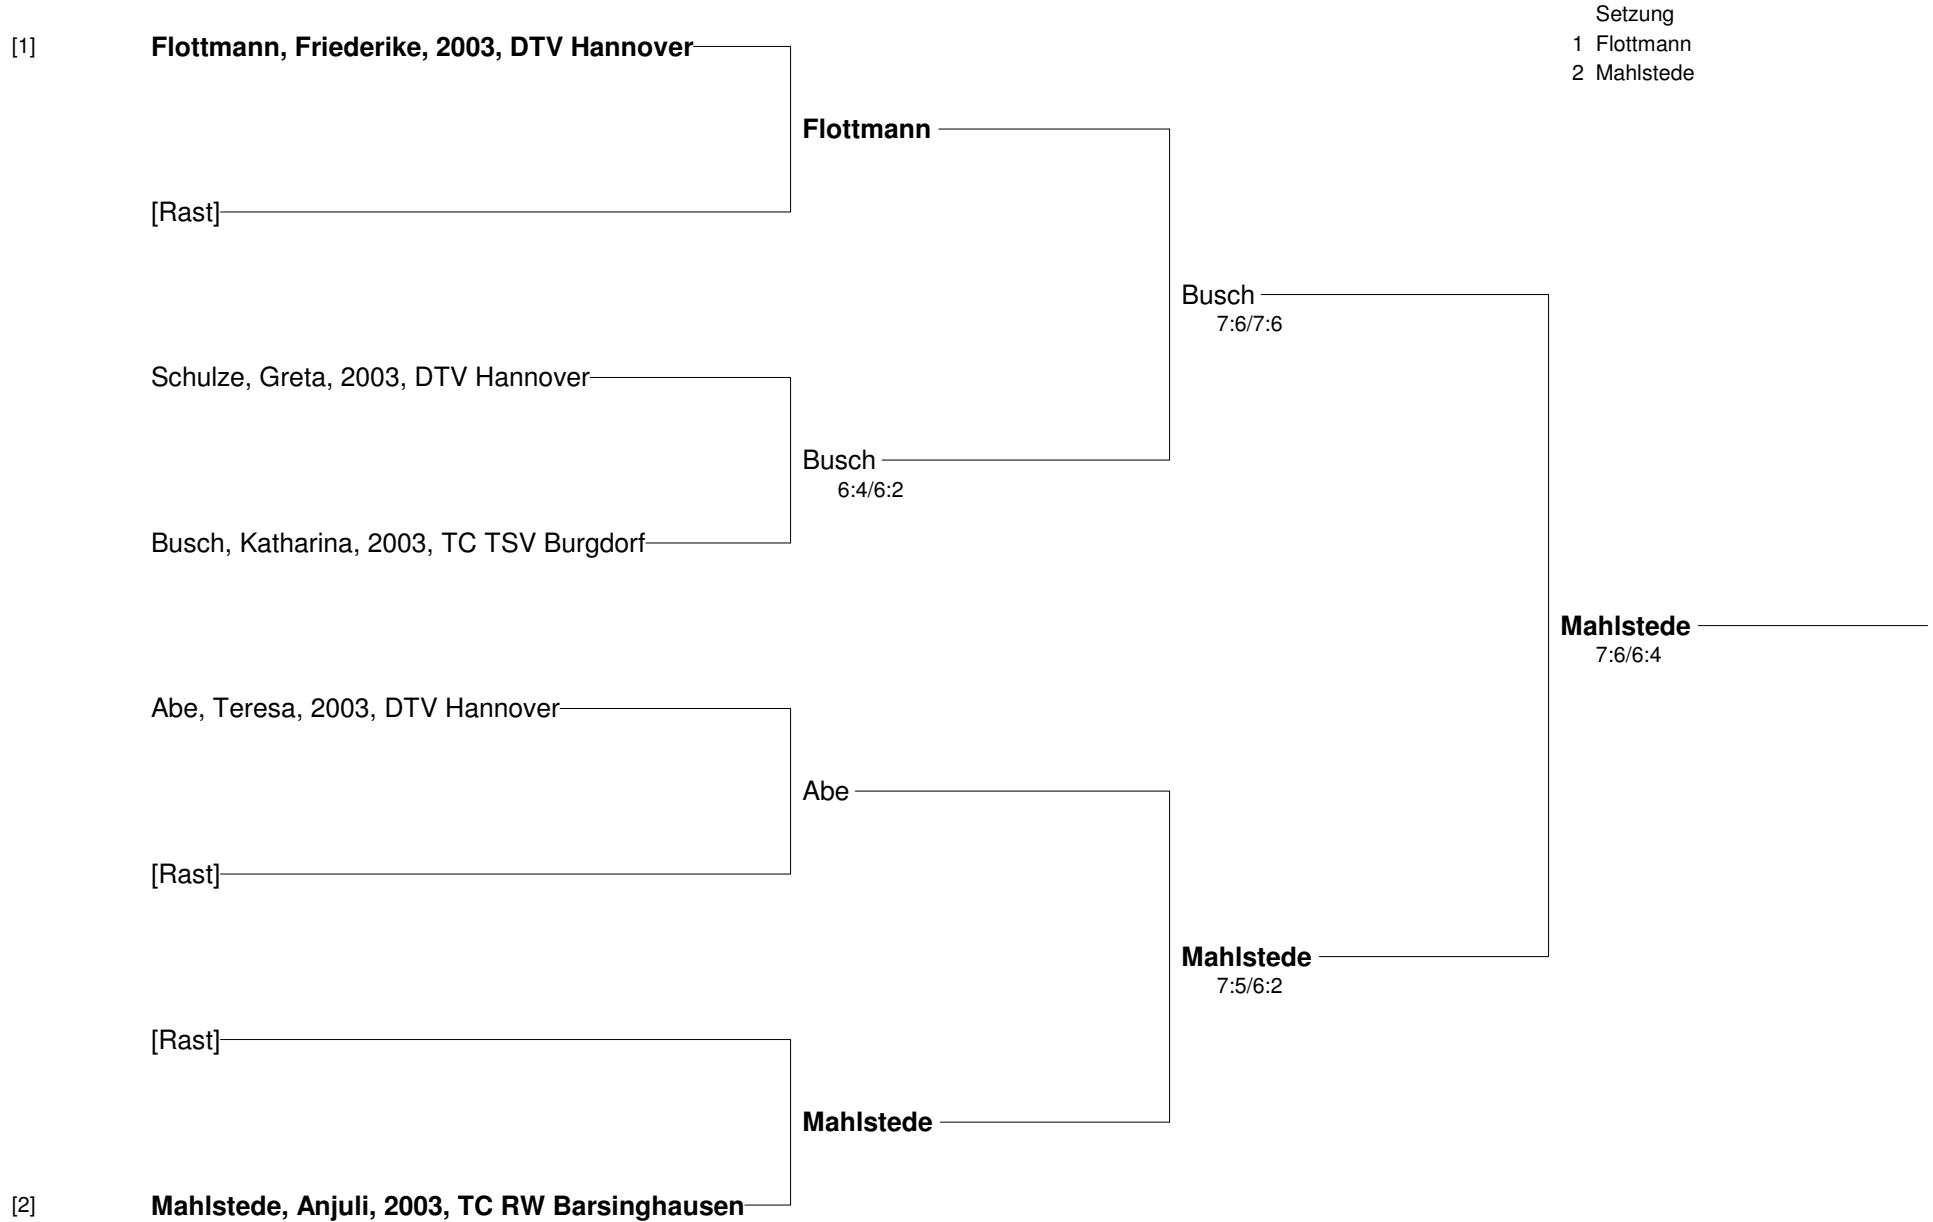 Setzung
1 Flottmann
2 Mahlstede
[1] Flottmann, Friederike, 2003, DTV Hannover
Flottmann
[Rast]
Busch
7:6/7:6
Schulze, Greta, 2003, DTV Hannover
Busch
6:4/6:2
Busch, Katharina, 2003, TC TSV Burgdorf
Mahlstede
7:6/6:4
Abe, Teresa, 2003, DTV Hannover
Abe
[Rast]
Mahlstede
7:5/6:2
[Rast]
Mahlstede
[2] Mahlstede, Anjuli, 2003, TC RW Barsinghausen